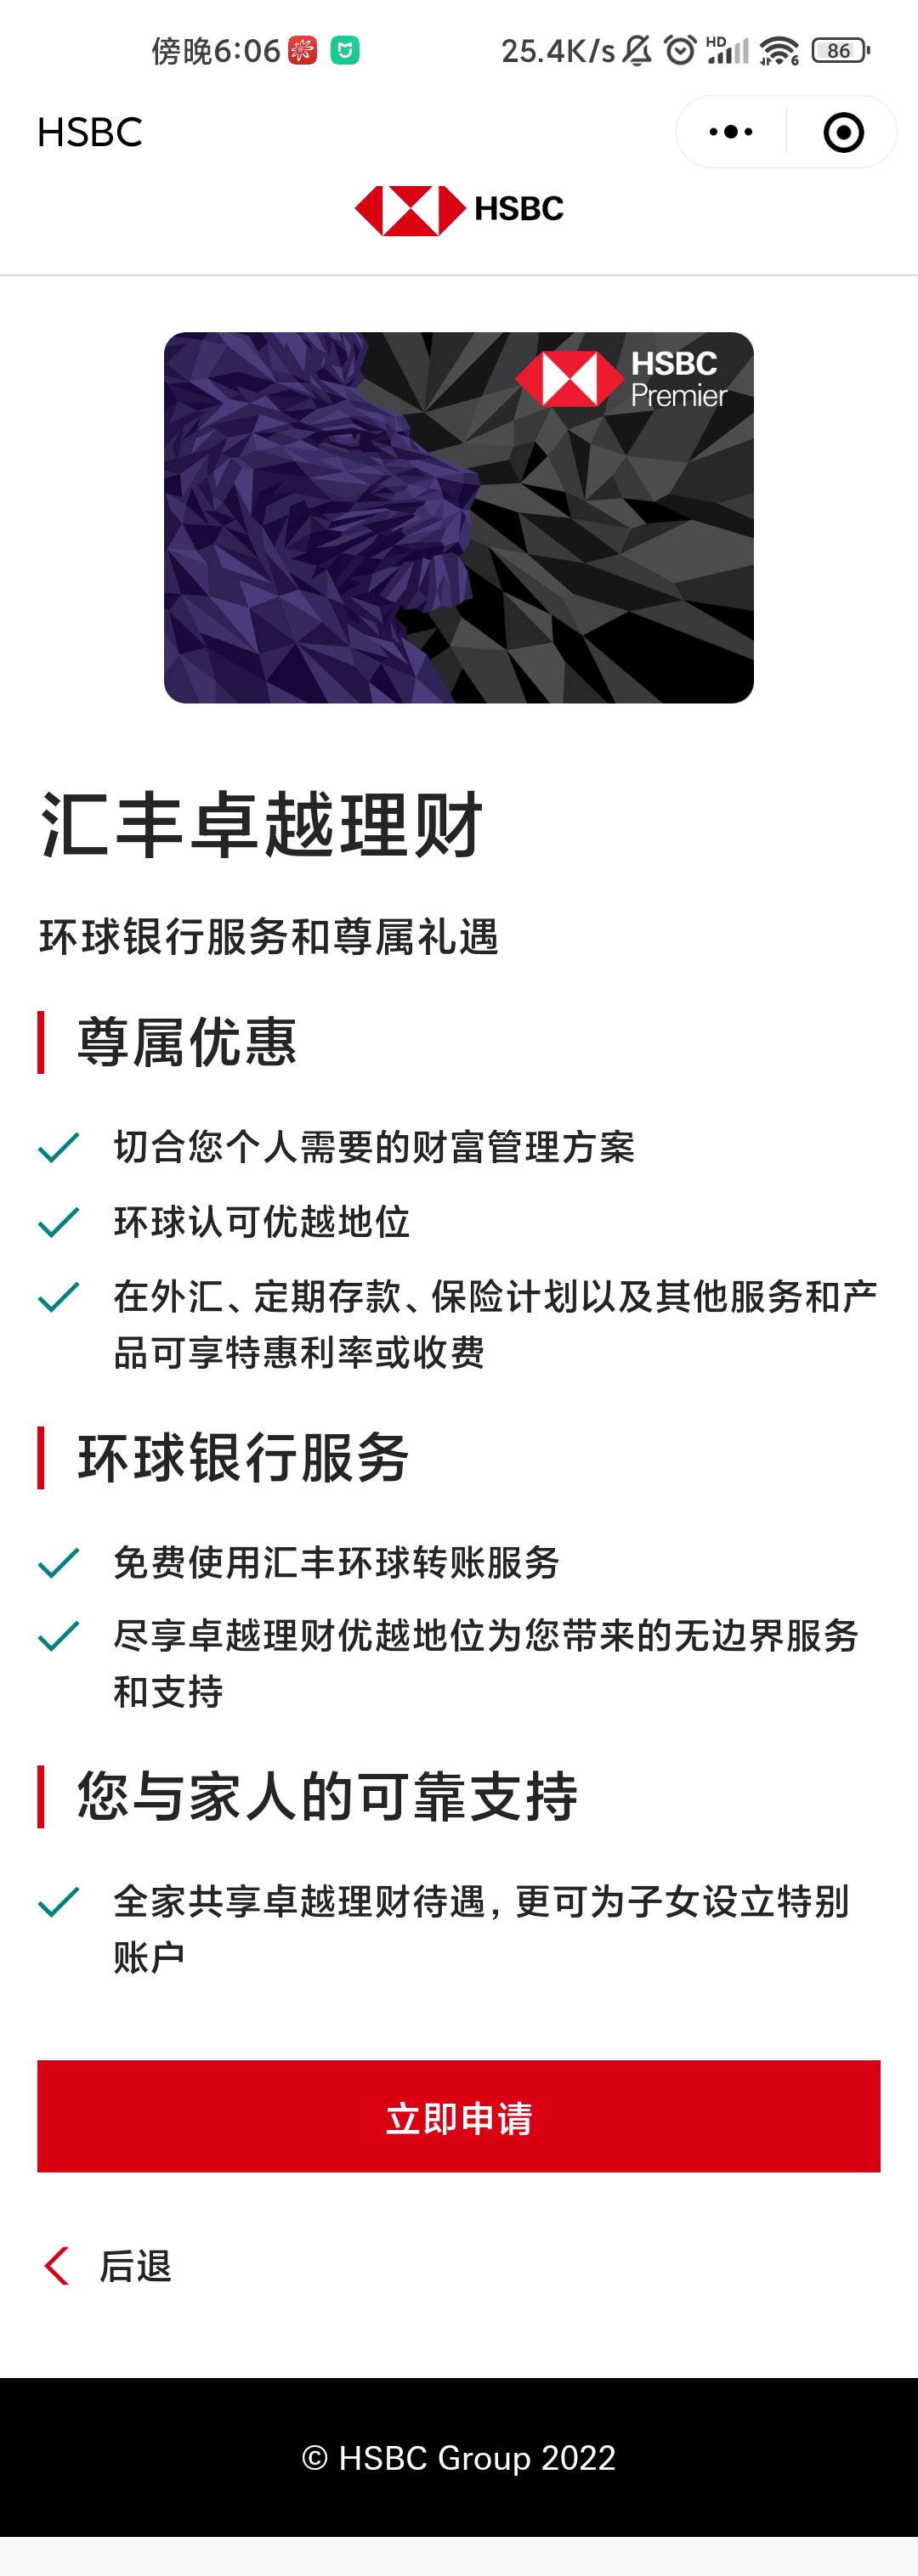 傍晚6:06 25.4K/s HD 6 86
HSBC
HSBC
HSBC
Premier
汇丰卓越理财
环球银行服务和尊属礼遇
尊属优惠
切合您个人需要的财富管理方案
环球认可优越地位
在外汇、定期存款、保险计划以及其他服务和产
品可享特惠利率或收费
环球银行服务
免费使用汇丰环球转账服务
尽享卓越理财优越地位为您带来的无边界服务
和支持
您与家人的可靠支持
全家共享卓越理财待遇,更可为子女设立特别
账户
立即申请
后退
© HSBC Group 2022